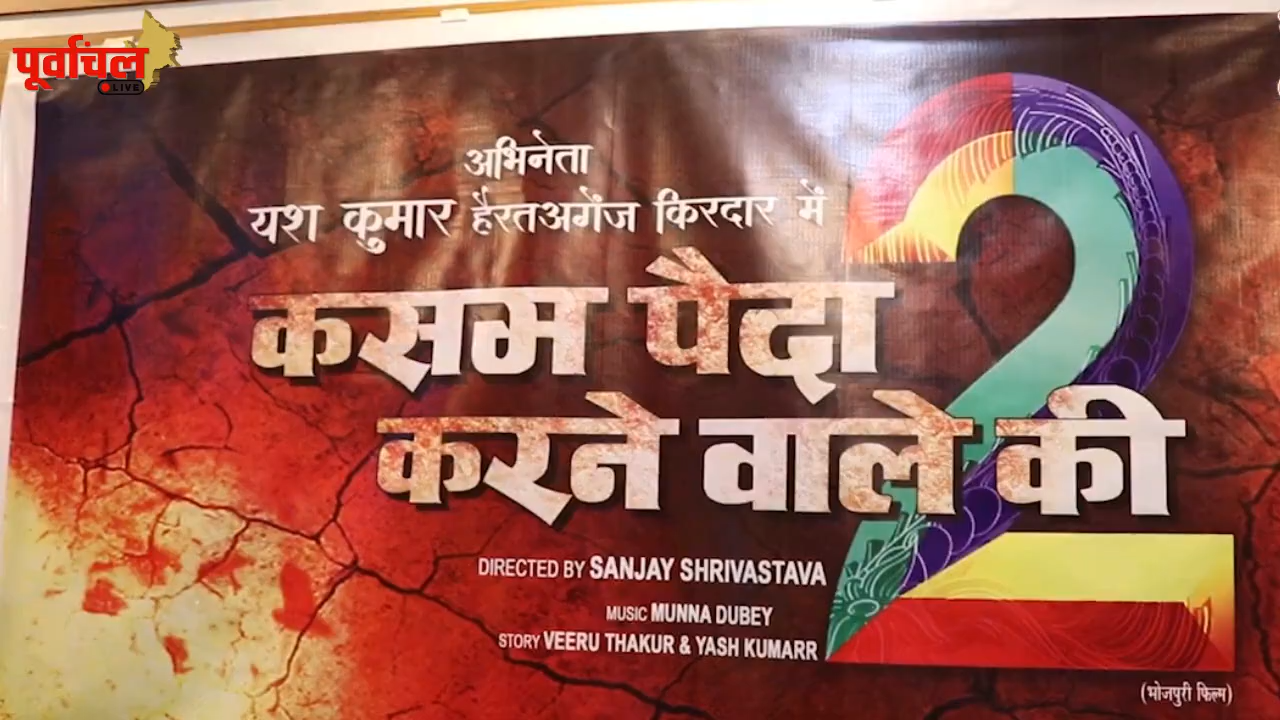 पूर्वांचल
LIVE
अभिनेता
यश कुमार हैरतअगेंज किरदार में
कसम पैदा
करने वाले की
2
DIRECTED BY SANJAY SHRIVASTAVA
MUSIC MUNNA DUBEY
STORY VEERU THAKUR & YASH KUMARR
(भोजपुरी फिल्म)